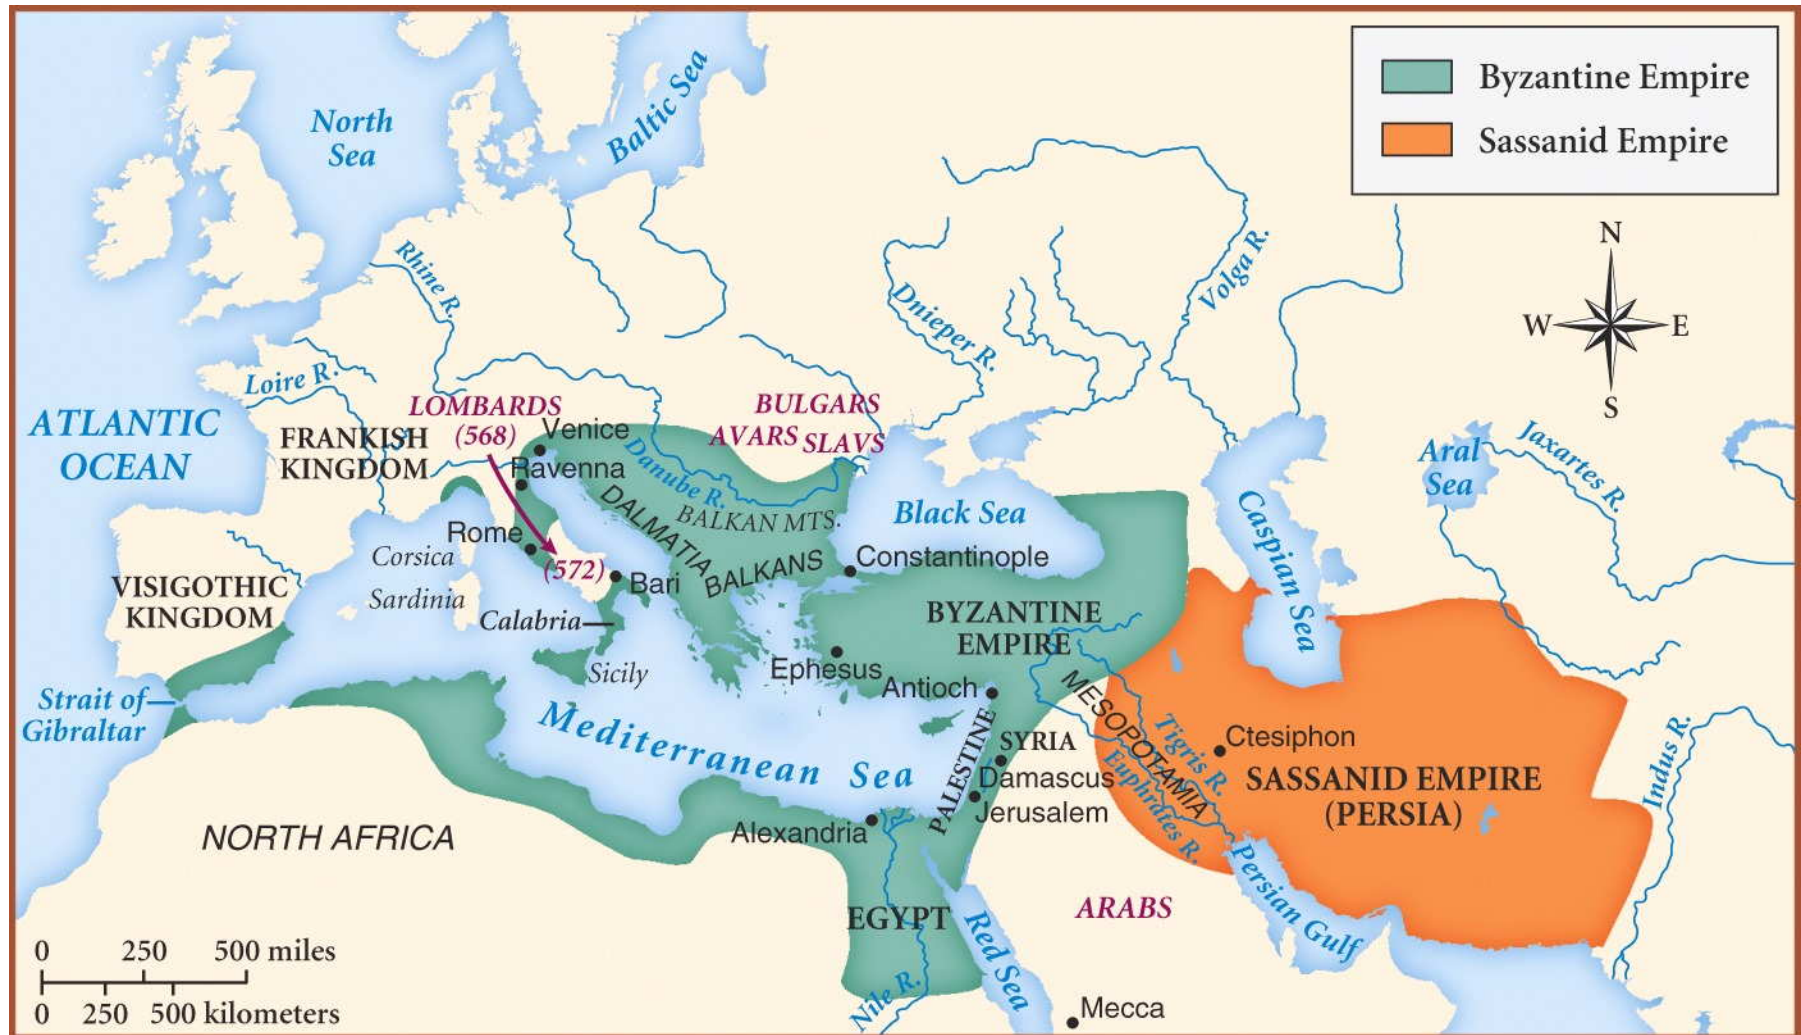 Byzantine Empire
Sassanid Empire
North
Sea
Baltic Sea
N
W
E
S
Rhine R.
Volga R.
Dnieper R.
Loire R.
ATLANTIC
OCEAN
LOMBARDS
(568)
FRANKISH
KINGDOM
BULGARS
AVARS
SLAVS
Venice
Ravenna
Danube R.
DALMATIA
BALKAN MTS.
BALKANS
Black Sea
Caspian Sea
Aral
Sea
Jaxartes R.
Rome
(572)
Bari
Corsica
Sardinia
Calabria
Sicily
Constantinople
VISIGOTHIC
KINGDOM
BYZANTINE
EMPIRE
Ephesus
Antioch
Strait of
Gibraltar
Mediterranean Sea
PALESTINE
SYRIA
Damascus
Jerusalem
MESOPOTAMIA
Tigris R.
Euphrates R.
Ctesiphon
SASSANID EMPIRE
(PERSIA)
Indus R.
NORTH AFRICA
Alexandria
EGYPT
Nile R.
Red Sea
ARABS
Persian Gulf
Mecca
0 250 500 miles
0 250 500 kilometers